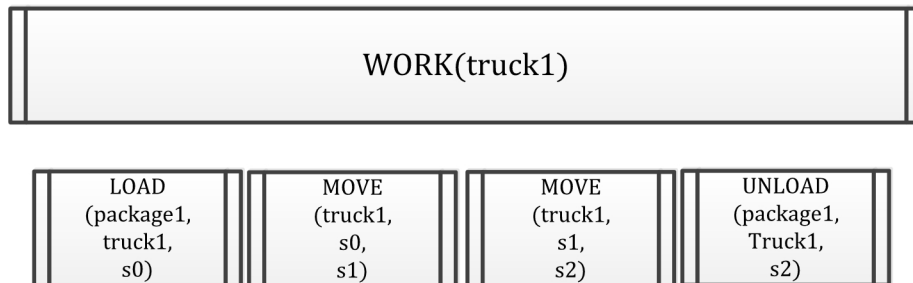 WORK(truck1)
LOAD
(package1,
truck1,
s0)
MOVE
(truck1,
s0,
s1)
MOVE
(truck1,
s1,
s2)
UNLOAD
(package1,
Truck1,
s2)